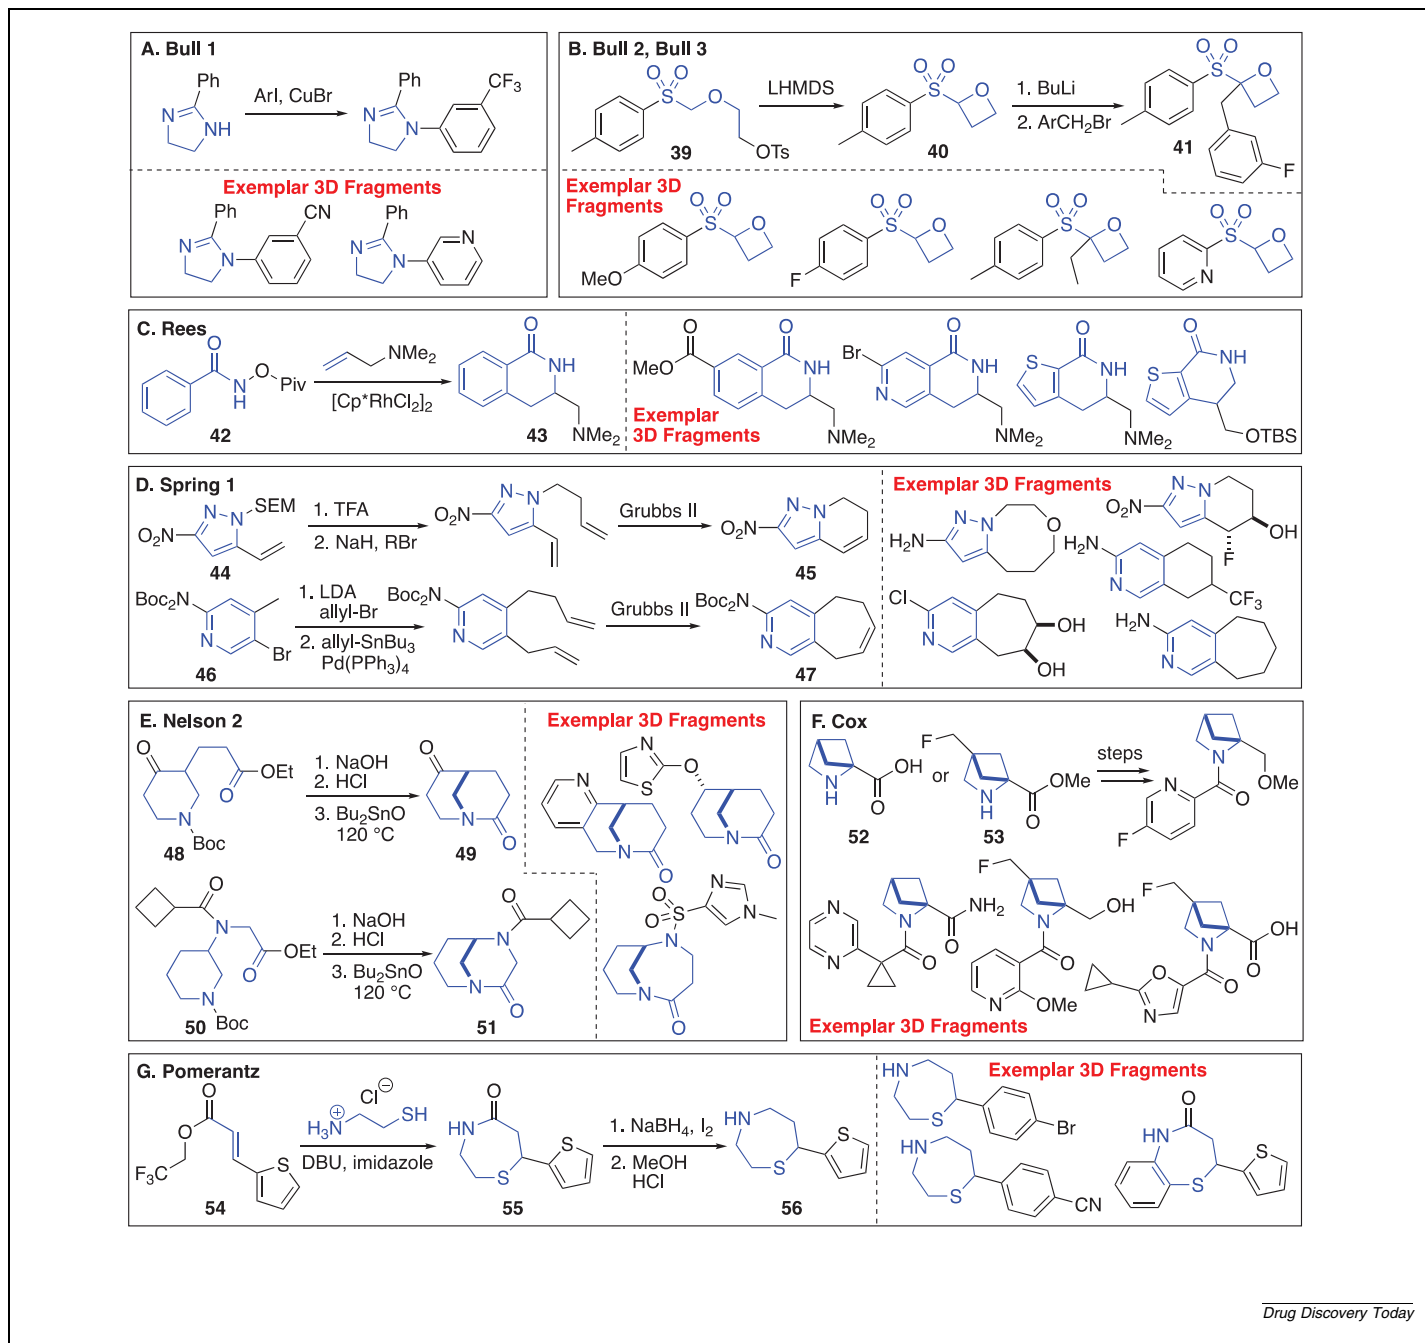 A. Bull 1
Ph
N
NH
ArI, CuBr
Ph
N
N
CF3
Exemplar 3D Fragments
Ph
N
N
CN
Ph
N
N
N
B. Bull 2, Bull 3
O O
S
O
OTs
39
LHMDS
O O
S
O
40
1. BuLi
2. ArCH2Br
O O
S
O
F
41
Exemplar 3D
Fragments
O O
S
O
MeO
O O
S
O
F
O O
S
O
O O
S
O
N
C. Rees
O
N
H
O
Piv
42
NMe2
[Cp*RhCl2]2
O
NH
NMe2
43
Exemplar
3D Fragments
O
MeO
O
NH
NMe2
Br
N
O
NH
NMe2
S
O
NH
NMe2
S
O
NH
OTBS
D. Spring 1
SEM
N
N
O2N
44
1. TFA
2. NaH, RBr
N
N
O2N
Grubbs II
N
N
O2N
45
Boc2N
N
Br
46
1. LDA
allyl-Br
2. allyl-SnBu3
Pd(PPh3)4
Boc2N
N
Grubbs II
Boc2N
N
47
Exemplar 3D Fragments
N
N
H2N
O
N
N
O2N
OH
F
H2N
N
CF3
Cl
N
OH
OH
H2N
N
E. Nelson 2
O
OEt
O
N
Boc
48
1. NaOH
2. HCl
3. Bu2SnO
120 °C
O
N
O
49
O
N
OEt
O
N
Boc
50
1. NaOH
2. HCl
3. Bu2SnO
120 °C
O
N
N
O
51
Exemplar 3D Fragments
N
N
O
N
S
O
N
O
O
O
S
N
N
N
N
O
F. Cox
N
H
OH
O
52
or
F
N
H
OMe
O
53
steps
N
OMe
O
N
F
N
N
O
N
NH2
O
F
N
OH
O
N
OMe
F
N
OH
O
O
O
N
Exemplar 3D Fragments
G. Pomerantz
O
O
F3C
S
54
Cl⊖
⊕
H3N
SH
DBU, imidazole
O
HN
S
S
55
1. NaBH4, I2
2. MeOH
HCl
HN
S
S
56
Exemplar 3D Fragments
HN
S
Br
HN
S
CN
O
HN
S
S
Drug Discovery Today